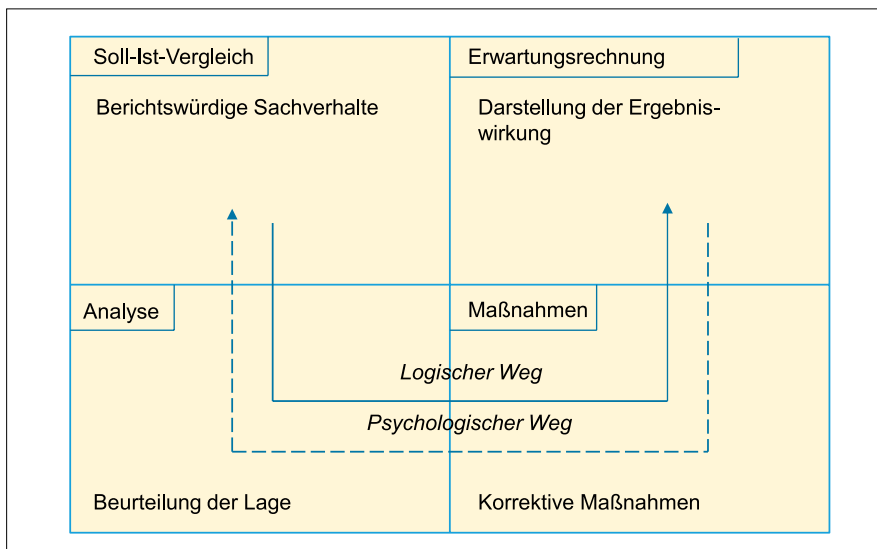 Soll-Ist-Vergleich
Berichtswürdige Sachverhalte
Erwartungsrechnung
Darstellung der Ergebnis-
wirkung
Analyse
Maßnahmen
Logischer Weg
Psychologischer Weg
Beurteilung der Lage
Korrektive Maßnahmen